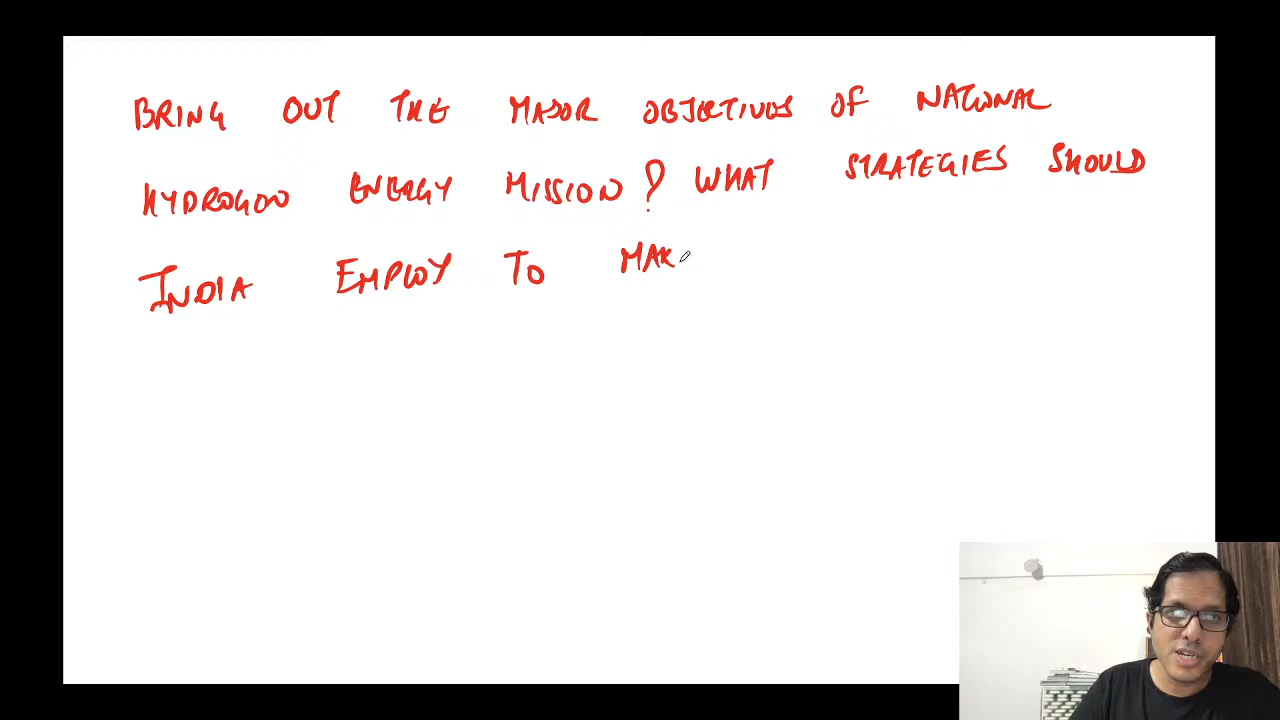 BRING OUT THE MAJOR OBJECTIVES OF NATIONAL
HYDROGEN ENERGY MISSION? WHAT STRATEGIES SHOULD
INDIA EMPLOY TO MAK